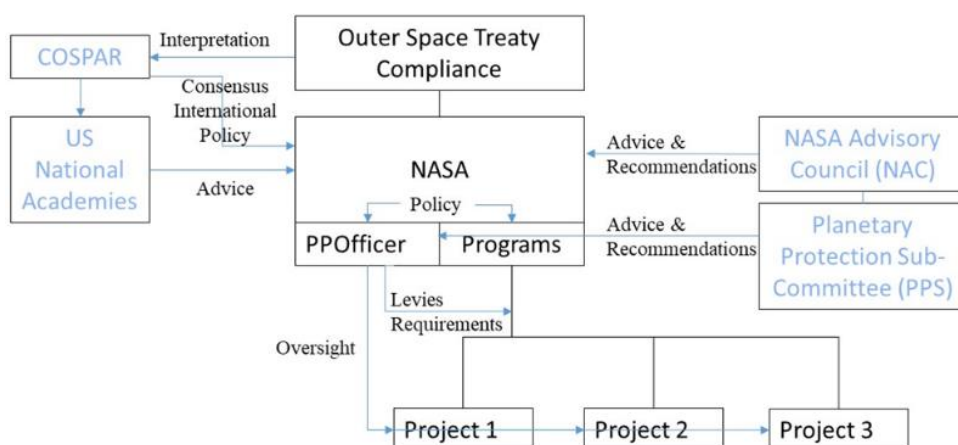 Outer Space Treaty
Compliance
Interpretation
COSPAR
Consensus
International
Policy
US
National
Academies
Advice
NASA
Policy
PPOfficer
Programs
Advice &
Recommendations
NASA Advisory
Council (NAC)
Advice &
Recommendations
Planetary
Protection Sub-
Committee (PPS)
Levies
Requirements
Oversight
Project 1
Project 2
Project 3